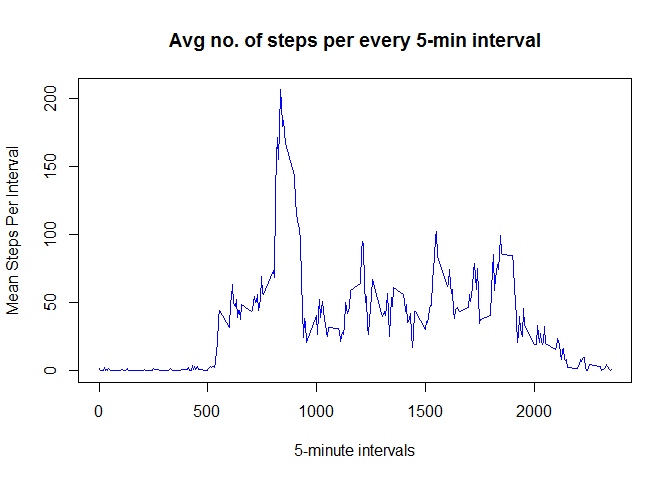 Avg no. of steps per every 5-min interval
Mean Steps Per Interval
200
150
100
50
0
0 500 1000 1500 2000
5-minute intervals